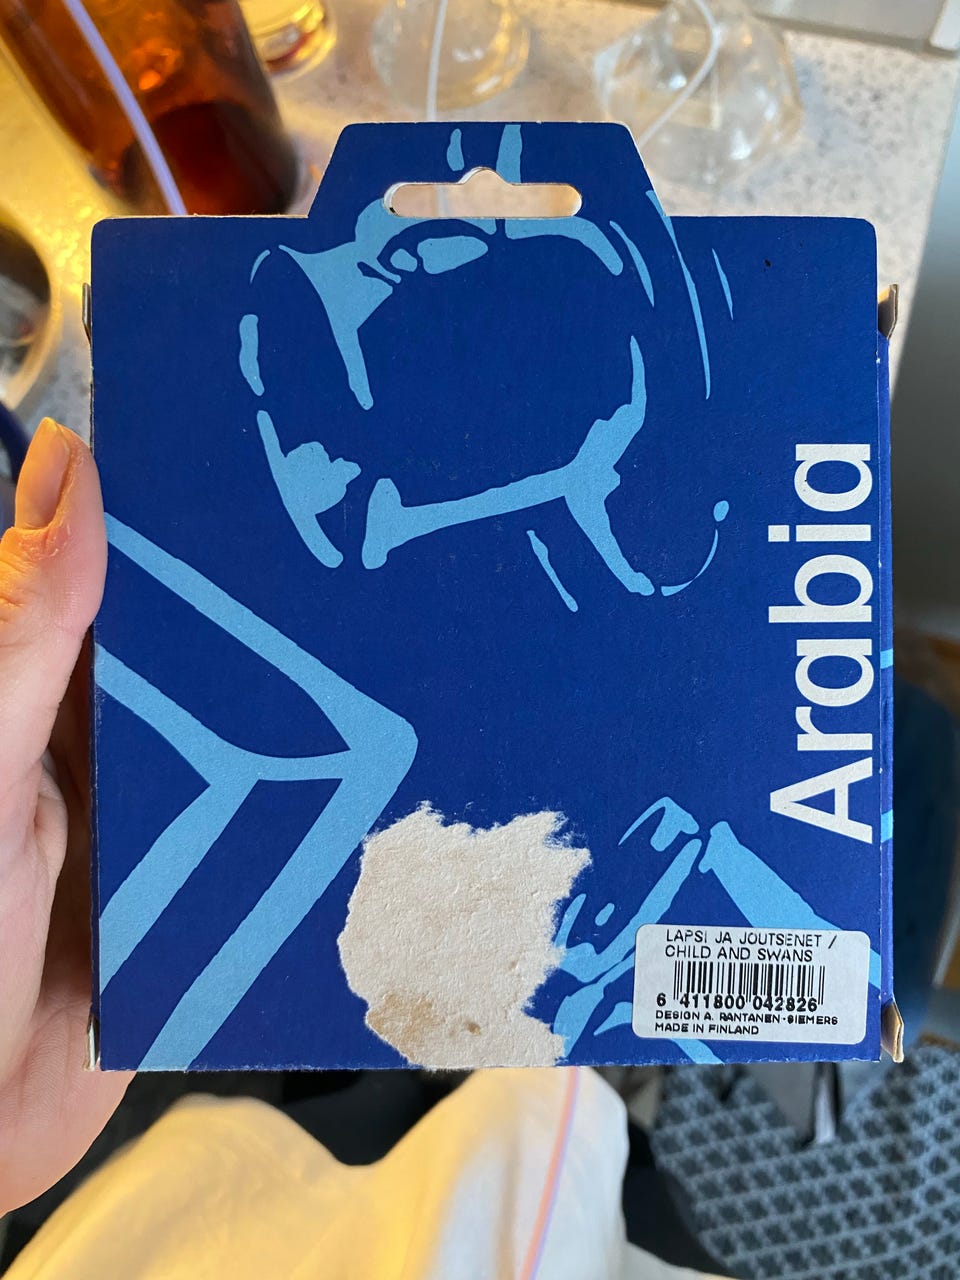 Arabia
LAPSI JA JOUTSENET /
CHILD AND SWANS
6 411800 042826
DESIGN A. RANTANEN-SIEMERS
MADE IN FINLAND